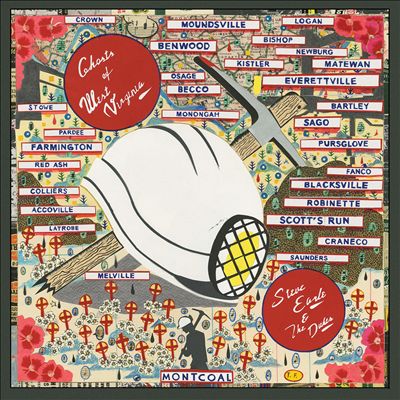 CROWN
MOUNDSVILLE
LOGAN
BENWOOD
BISHOP
NEWBURG
KISTLER
MATEWAN
OSAGE
EVERETTVILLE
BECCO
Ghosts
of
West Virginia
STOWE
MONONGAH
BARTLEY
SAGO
PARDEE
FARMINGTON
PURSGLOVE
RED ASH
FANCO
BLACKSVILLE
COLLIERS
ROBINETTE
ACCOVILLE
SCOTT'S RUN
LATROBE
CRANECO
SAUNDERS
MELVILLE
Steve
Earle
&
The Dukes
MONTCOAL
T.F.